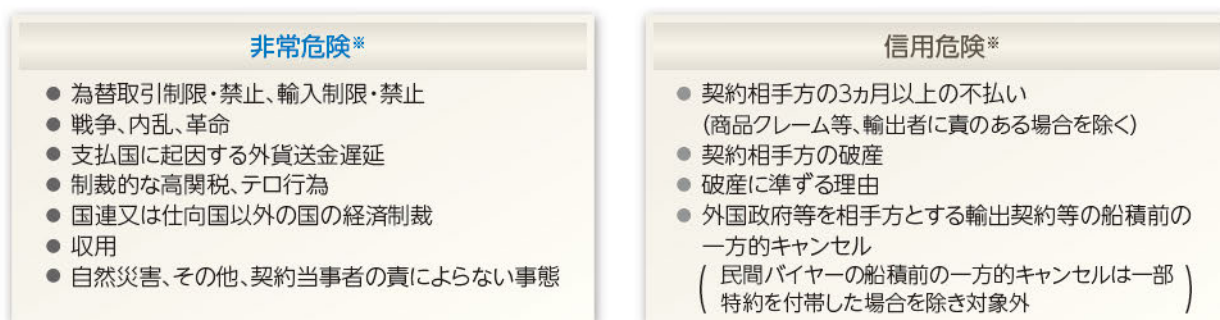 非常危険※
● 為替取引制限・禁止、輸入制限・禁止
● 戦争、内乱、革命
● 支払国に起因する外貨送金遅延
● 制裁的な高関税、テロ行為
● 国連又は仕向国以外の国の経済制裁
● 収用
● 自然災害、その他、契約当事者の責によらない事態
信用危険※
● 契約相手方の3ヵ月以上の不払い
(商品クレーム等、輸出者に責のある場合を除く)
● 契約相手方の破産
● 破産に準ずる理由
● 外国政府等を相手方とする輸出契約等の船積前の
一方的キャンセル
(民間バイヤーの船積前の一方的キャンセルは一部
特約を付帯した場合を除き対象外)